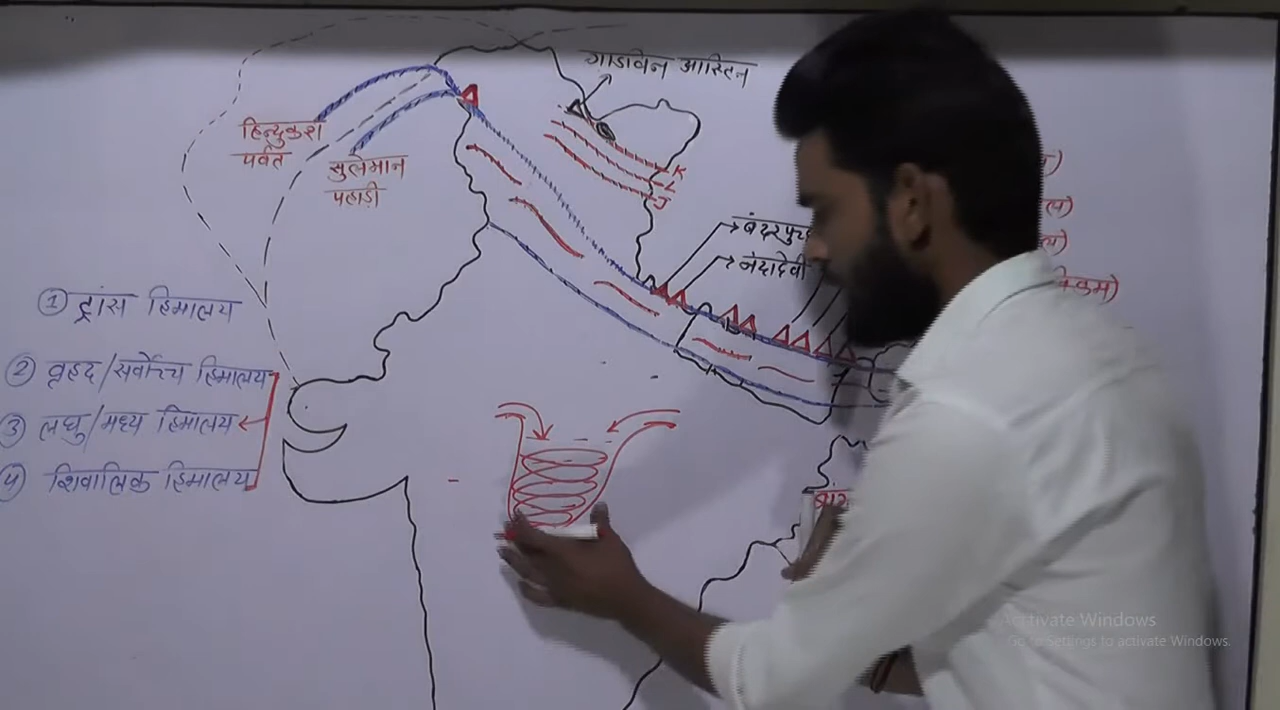 गाडविन आस्टिन
हिन्दुकुश
पर्वत
सुलेमान
पहाड़ी
K
L
J
बंदरपुच
नंदादेवी
① ट्रांस हिमालय
② वृहद/सर्वोच्च हिमालय
③ लघु/मध्य हिमालय
④ शिवालिक हिमालय
Activate Windows
Go to Settings to activate Windows.